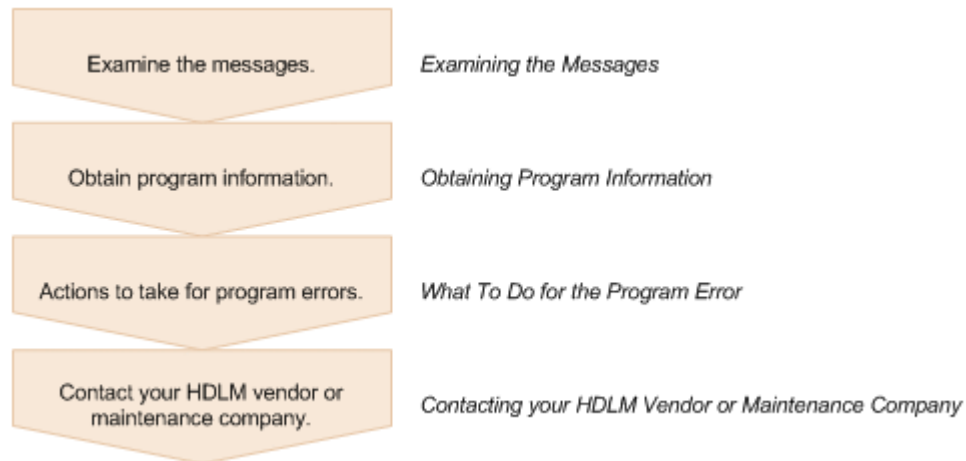 Examine the messages.
Examining the Messages
Obtain program information.
Obtaining Program Information
Actions to take for program errors.
What To Do for the Program Error
Contact your HDLM vendor or
maintenance company.
Contacting your HDLM Vendor or Maintenance Company